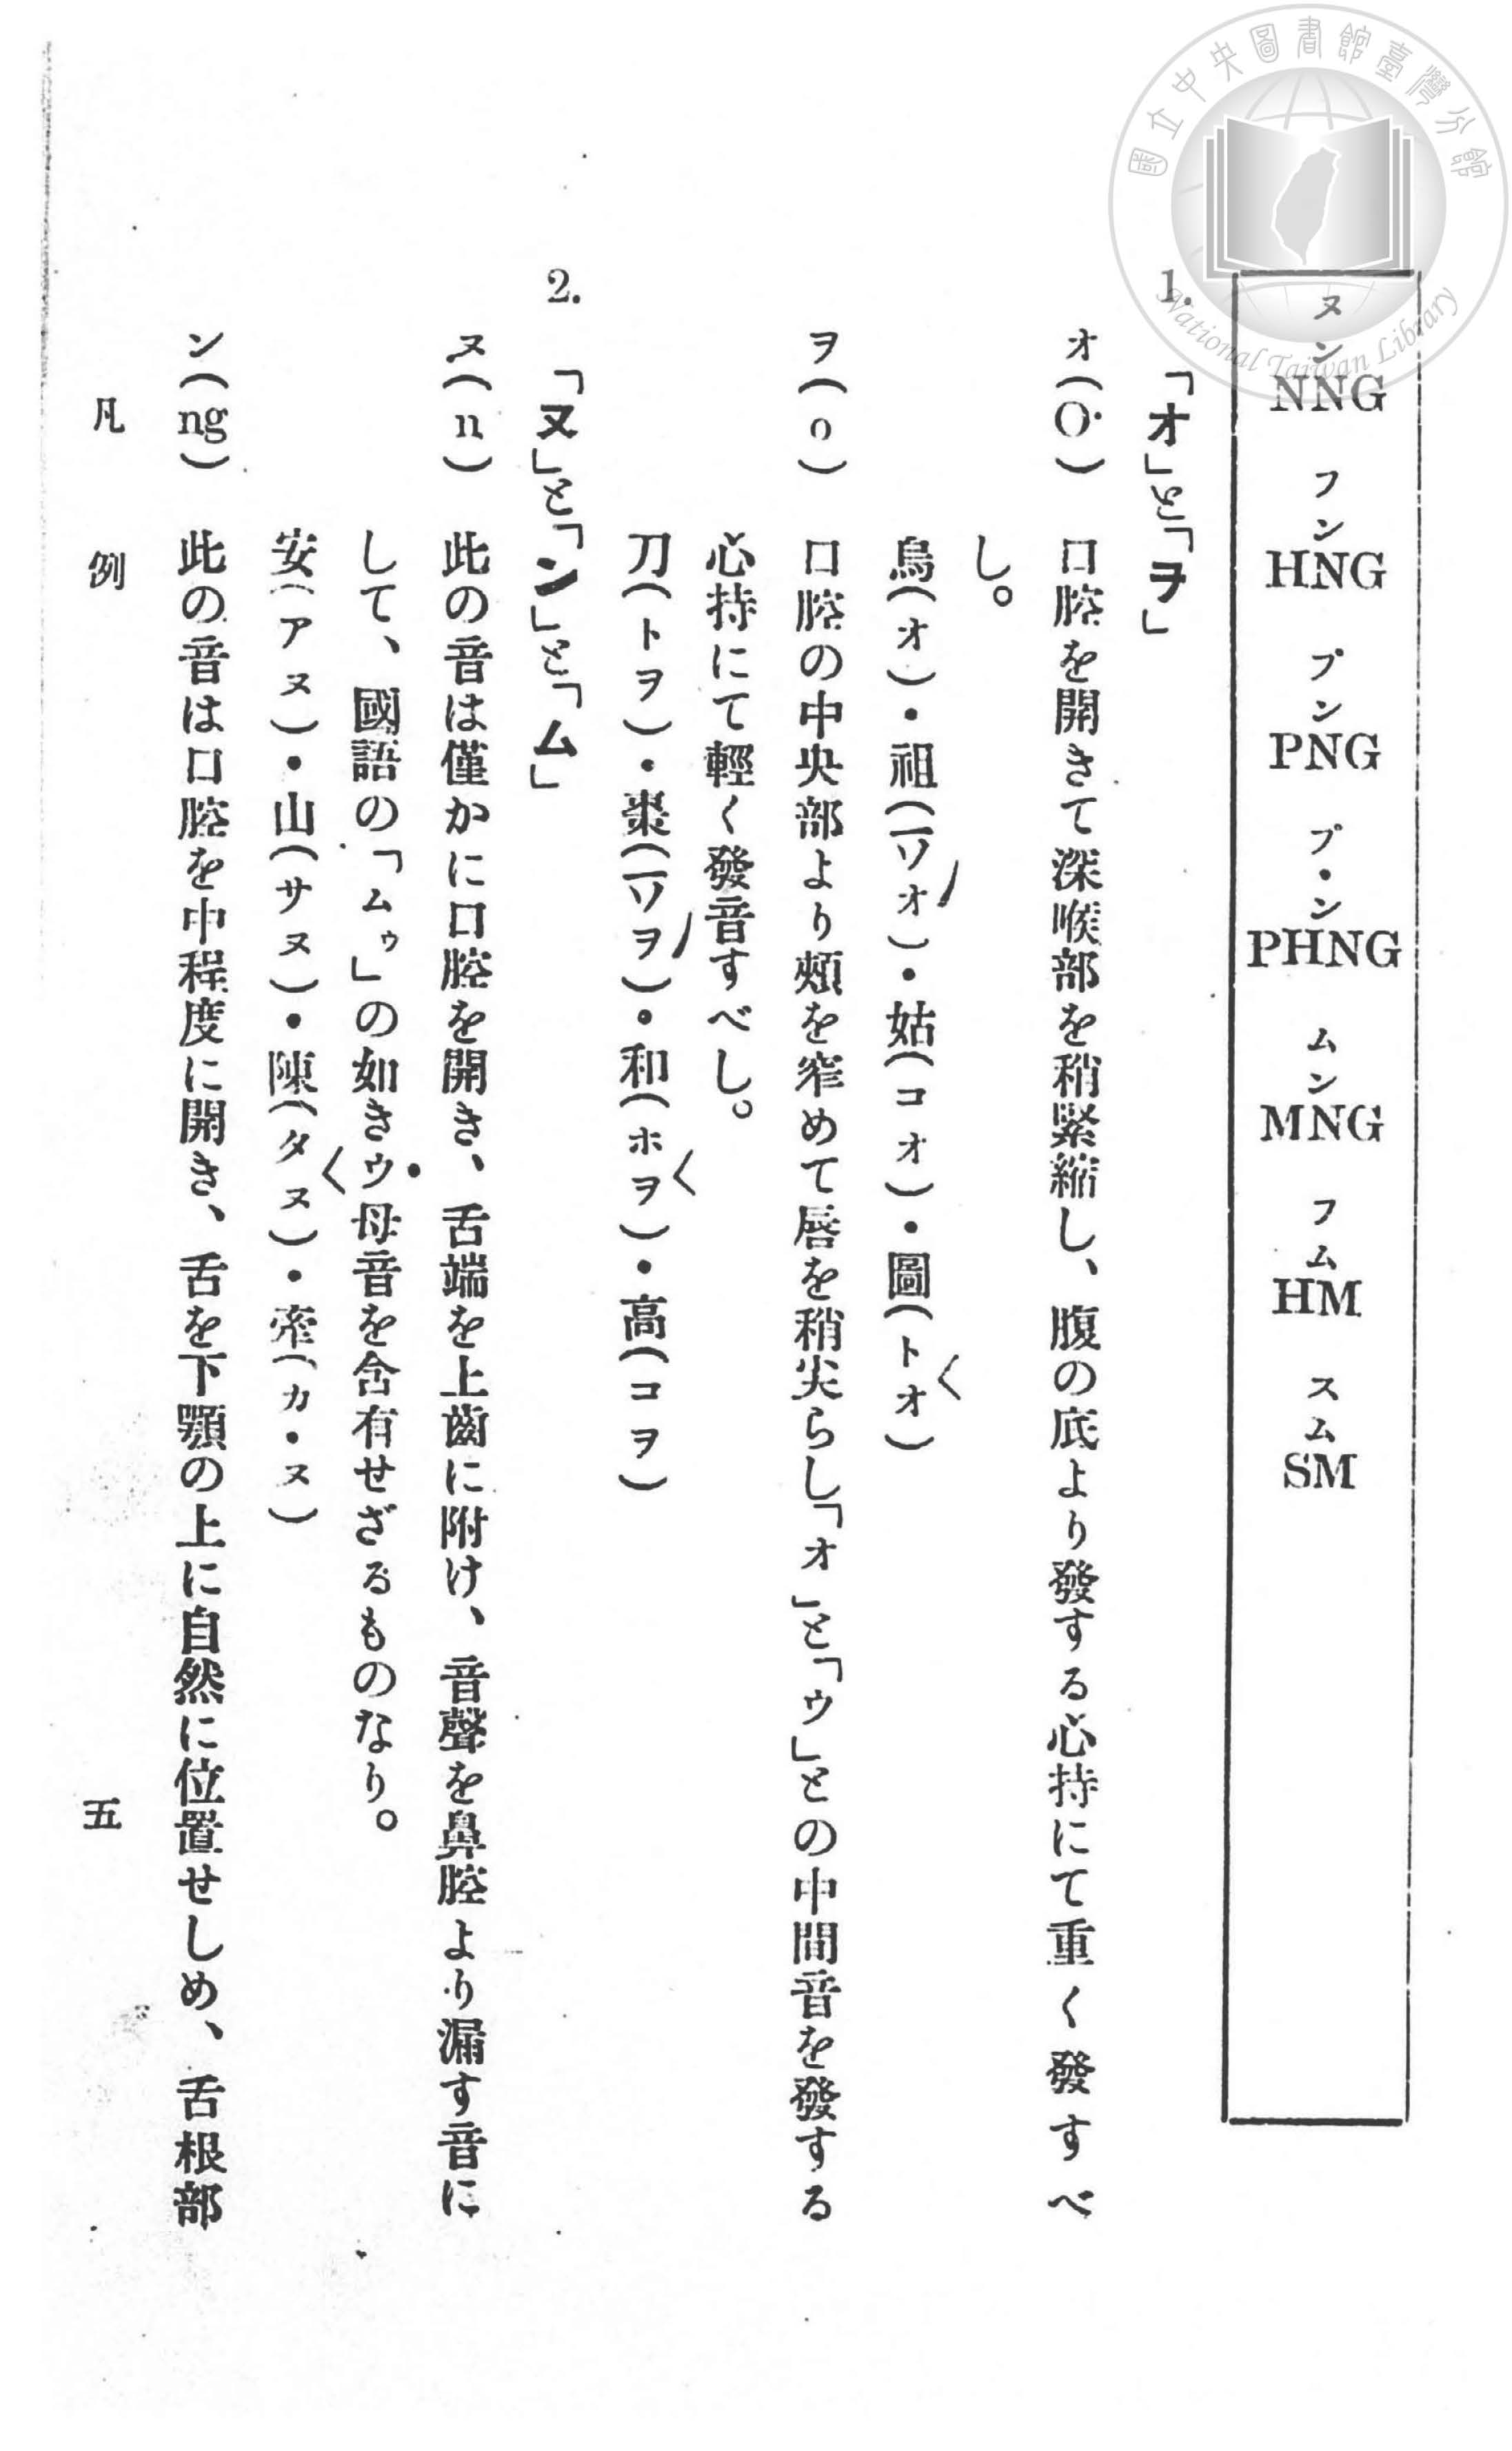 國立中央圖書館臺灣分館
National Taiwan Library
ヌン NNG フン HNG プン PNG プ・ン PHNG ムン MNG フム HM スム SM
1. 「オ」と「ヲ」
オ(O͘) 口腔を開きて深喉部を稍緊縮し、腹の底より發する心持にて重く發すべ
し。
烏(オ)・祖(ソオ)・姑(コオ)・圖(トオ)
ヲ(o) 口腔の中央部より頰を窄めて唇を稍尖らし「オ」と「ウ」との中間音を發する
心持にて輕く發音すべし。
刀(トヲ)・棗(ソヲ)・和(ホヲ)・高(コヲ)
2. 「ヌ」と「ン」と「ム」
ヌ(n) 此の音は僅かに口腔を開き、舌端を上齒に附け、音聲を鼻腔より漏す音に
して、國語の「ムゥ」の如きウ母音を含有せざるものなり。
安(アヌ)・山(サヌ)・陳(タヌ)・牽(カ・ヌ)
ン(ng) 此の音は口腔を中程度に開き、舌を下顎の上に自然に位置せしめ、舌根部
凡例 五